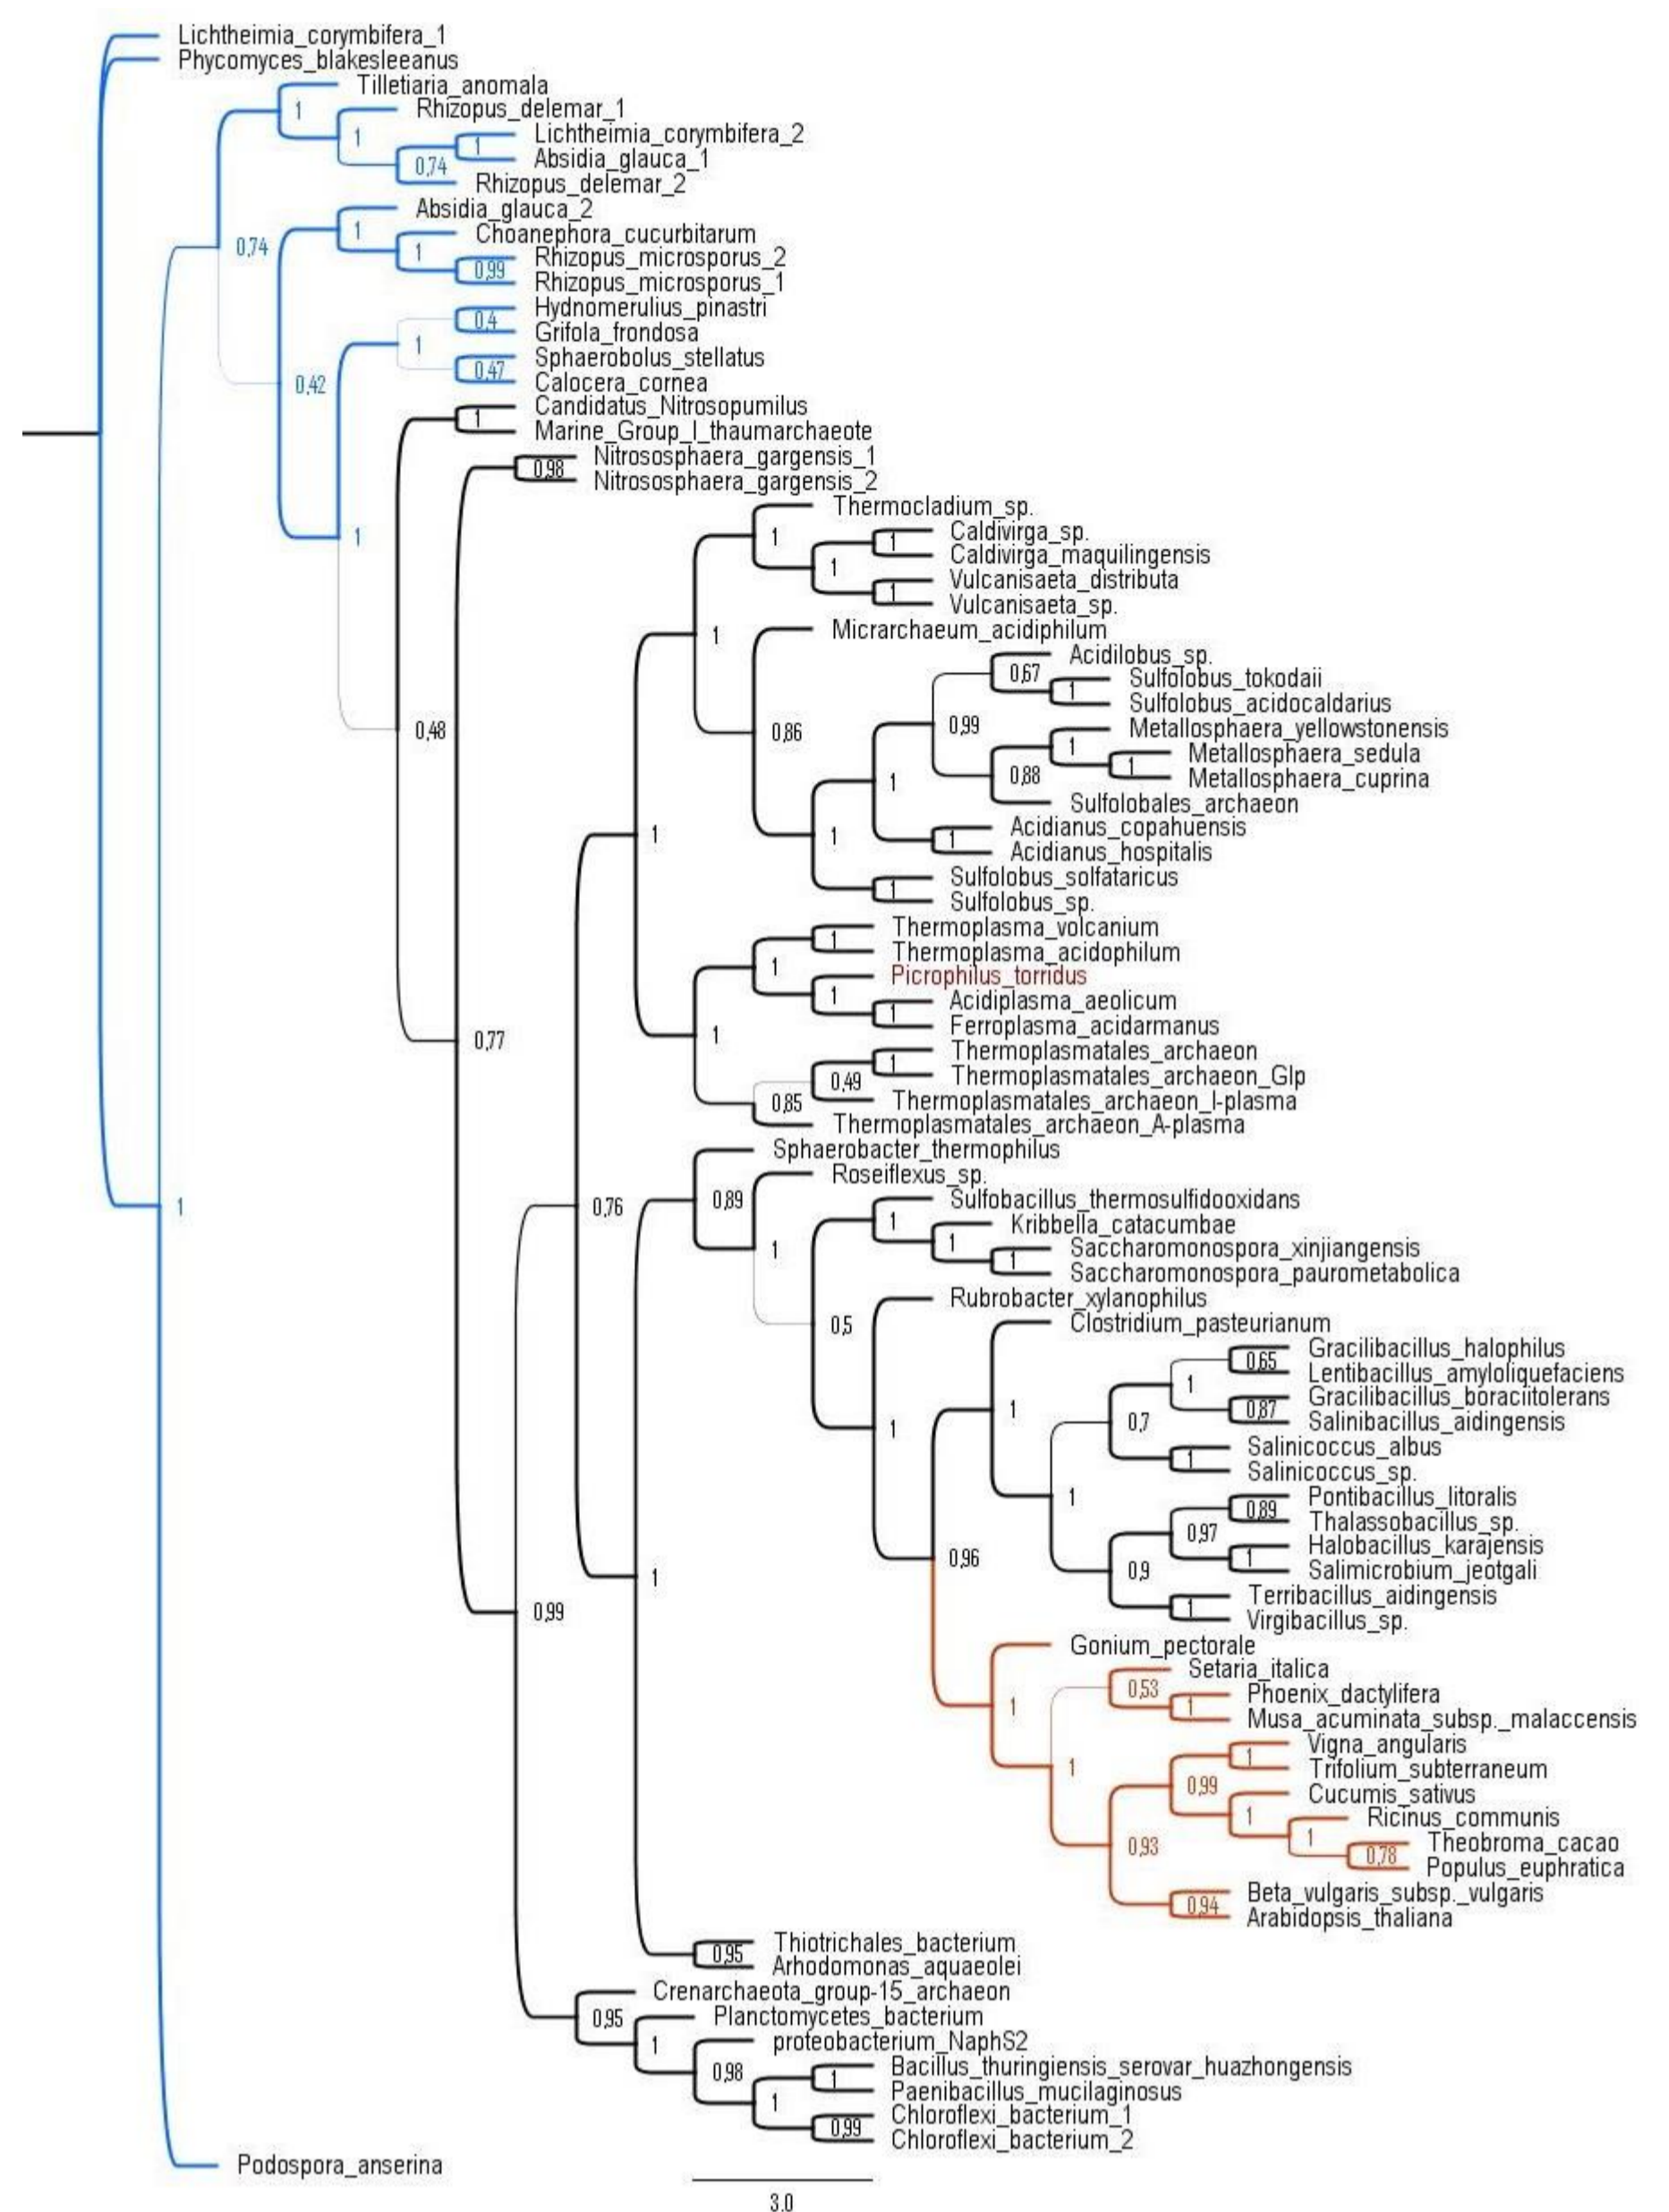 Lichtheimia_corymbifera_1
Phycomyces_blakesleeanus
Tilletiaria_anomala
1
Rhizopus_delemar_1
1
Lichtheimia_corymbifera_2
1
Absidia_glauca_1
0,74
Rhizopus_delemar_2
Absidia_glauca_2
1
Choanephora_cucurbitarum
0,74
1
Rhizopus_microsporus_2
0,99
Rhizopus_microsporus_1
Hydnomerulius_pinastri
0,4
Grifola_frondosa
1
Sphaerobolus_stellatus
0,47
Calocera_cornea
0,42
Candidatus_Nitrosopumilus
1
Marine_Group_I_thaumarchaeote
Nitrososphaera_gargensis_1
0,98
Nitrososphaera_gargensis_2
Thermocladium_sp.
1
Caldivirga_sp.
1
Caldivirga_maquilingensis
1
1
Vulcanisaeta_distributa
1
Vulcanisaeta_sp.
Micrarchaeum_acidiphilum
1
Acidilobus_sp.
0,67
Sulfolobus_tokodaii
1
Sulfolobus_acidocaldarius
0,99
Metallosphaera_yellowstonensis
0,48
0,86
1
Metallosphaera_sedula
1
Metallosphaera_cuprina
0,88
1
Sulfolobales_archaeon
Acidianus_copahuensis
1
1
1
Acidianus_hospitalis
Sulfolobus_solfataricus
1
Sulfolobus_sp.
Thermoplasma_volcanium
1
Thermoplasma_acidophilum
1
Picrophilus_torridus
1
Acidiplasma_aeolicum
1
Ferroplasma_acidarmanus
1
0,77
Thermoplasmatales_archaeon
1
Thermoplasmatales_archaeon_Glp
0,49
Thermoplasmatales_archaeon_I-plasma
0,85
Thermoplasmatales_archaeon_A-plasma
Sphaerobacter_thermophilus
Roseiflexus_sp.
0,89
Sulfobacillus_thermosulfidooxidans
1
0,76
1
Kribbella_catacumbae
1
Saccharomonospora_xinjiangensis
1
1
Saccharomonospora_paurometabolica
Rubrobacter_xylanophilus
0,5
Clostridium_pasteurianum
Gracilibacillus_halophilus
0,65
Lentibacillus_amyloliquefaciens
1
Gracilibacillus_boraciitolerans
1
0,87
Salinibacillus_aidingensis
0,7
1
Salinicoccus_albus
1
Salinicoccus_sp.
1
Pontibacillus_litoralis
0,89
Thalassobacillus_sp.
0,97
Halobacillus_karajensis
0,96
1
Salimicrobium_jeotgali
0,9
1
Terribacillus_aidingensis
1
Virgibacillus_sp.
0,99
Gonium_pectorale
Setaria_italica
0,53
Phoenix_dactylifera
1
1
Musa_acuminata_subsp._malaccensis
Vigna_angularis
1
1
Trifolium_subterraneum
0,99
Cucumis_sativus
1
Ricinus_communis
1
0,93
Theobroma_cacao
0,78
Populus_euphratica
Beta_vulgaris_subsp._vulgaris
0,94
Arabidopsis_thaliana
Thiotrichales_bacterium
0,95
Arhodomonas_aquaeolei
Crenarchaeota_group-15_archaeon
0,95
Planctomycetes_bacterium
1
proteobacterium_NaphS2
0,98
Bacillus_thuringiensis_serovar_huazhongensis
1
Paenibacillus_mucilaginosus
1
Chloroflexi_bacterium_1
0,99
Chloroflexi_bacterium_2
Podospora_anserina
3.0